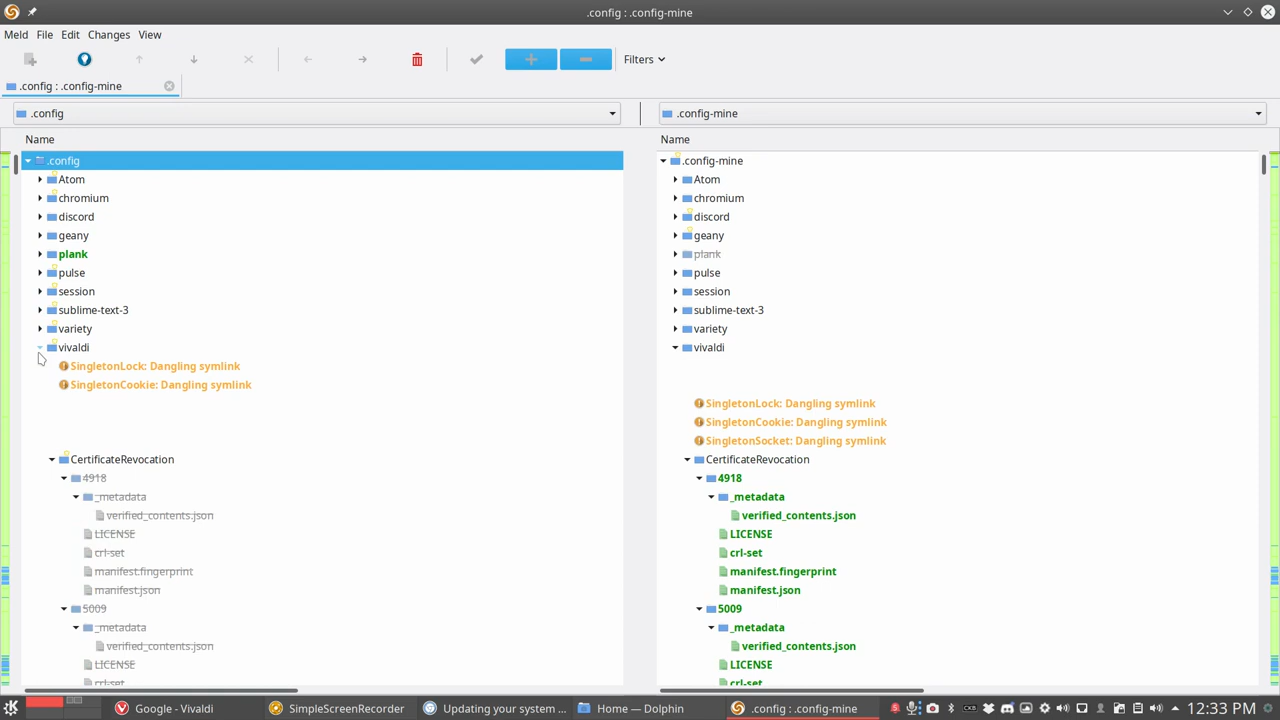 .config : .config-mine
Meld File Edit Changes View
Filters
.config : .config-mine
.config
.config-mine
Name
Name
.config
.config-mine
Atom
Atom
chromium
chromium
discord
discord
geany
geany
plank
plank
pulse
pulse
session
session
sublime-text-3
sublime-text-3
variety
variety
vivaldi
vivaldi
SingletonLock: Dangling symlink
SingletonCookie: Dangling symlink
SingletonLock: Dangling symlink
SingletonCookie: Dangling symlink
SingletonSocket: Dangling symlink
CertificateRevocation
CertificateRevocation
4918
4918
_metadata
_metadata
verified_contents.json
verified_contents.json
LICENSE
LICENSE
crl-set
crl-set
manifest.fingerprint
manifest.fingerprint
manifest.json
manifest.json
5009
5009
_metadata
_metadata
verified_contents.json
verified_contents.json
LICENSE
LICENSE
crl-set
crl-set
Google - Vivaldi
SimpleScreenRecorder
Updating your system ...
Home — Dolphin
.config : .config-mine
12:33 PM